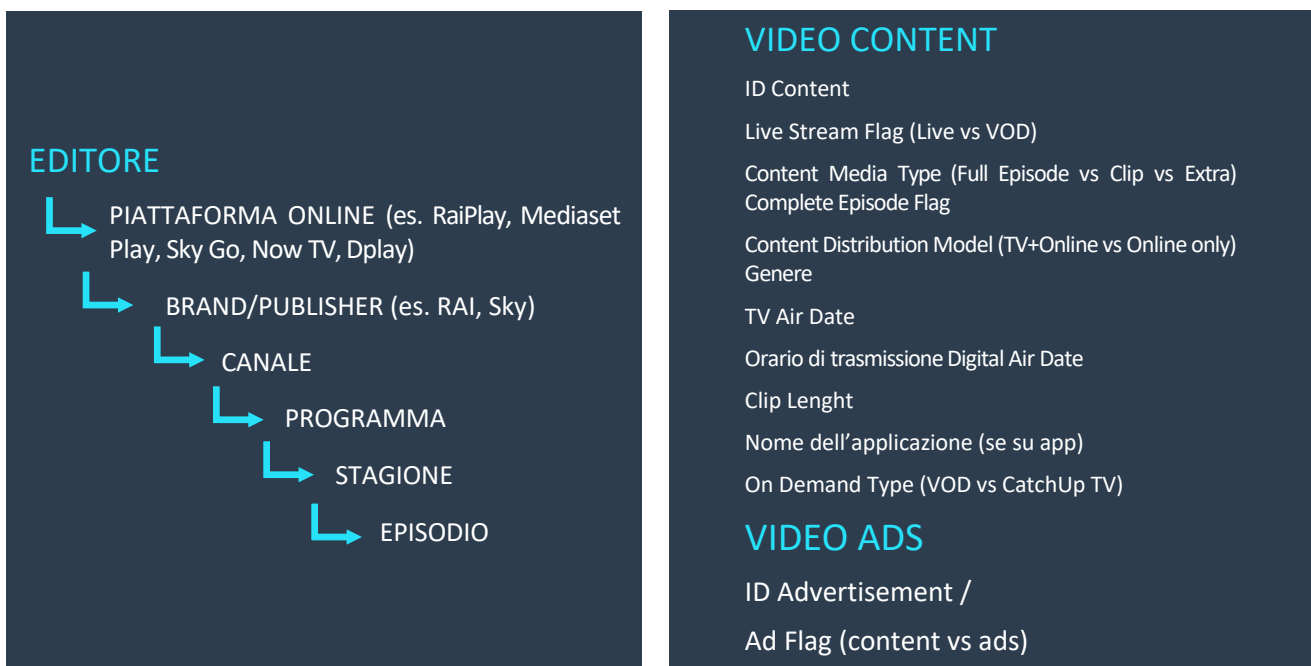 EDITORE
PIATTAFORMA ONLINE (es. RaiPlay, Mediaset
Play, Sky Go, Now TV, Dplay)
BRAND/PUBLISHER (es. RAI, Sky)
CANALE
PROGRAMMA
STAGIONE
EPISODIO
VIDEO CONTENT
ID Content
Live Stream Flag (Live vs VOD)
Content Media Type (Full Episode vs Clip vs Extra)
Complete Episode Flag
Content Distribution Model (TV+Online vs Online only)
Genere
TV Air Date
Orario di trasmissione Digital Air Date
Clip Lenght
Nome dell’applicazione (se su app)
On Demand Type (VOD vs CatchUp TV)
VIDEO ADS
ID Advertisement /
Ad Flag (content vs ads)